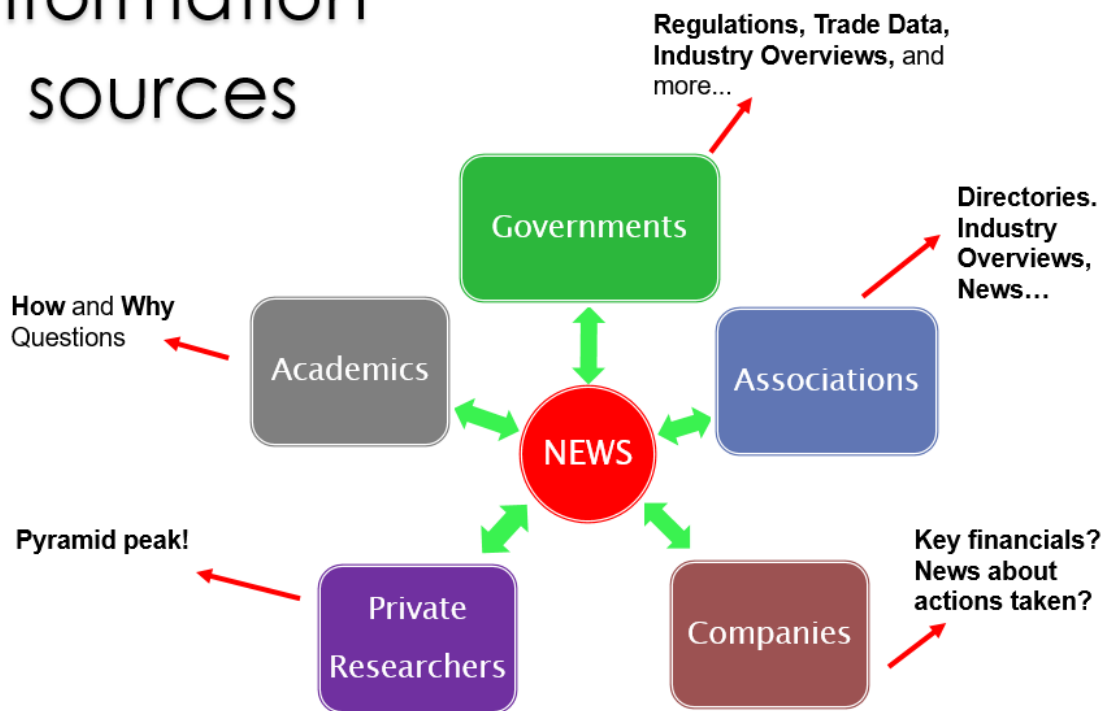 formation
sources
Regulations, Trade Data,
Industry Overviews, and
more...
Governments
Directories.
Industry
Overviews,
News...
How and Why
Questions
Academics
Associations
NEWS
Pyramid peak!
Private
Researchers
Companies
Key financials?
News about
actions taken?